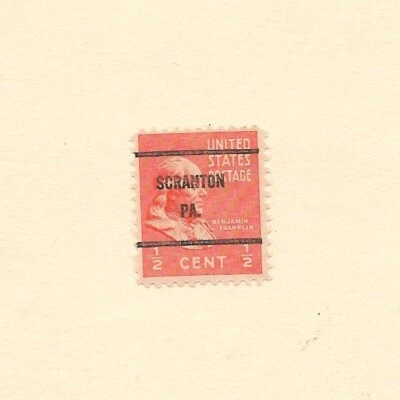 UNITED
STATES
POSTAGE
SCRANTON
PA.
BENJAMIN
FRANKLIN
1/2 CENT 1/2